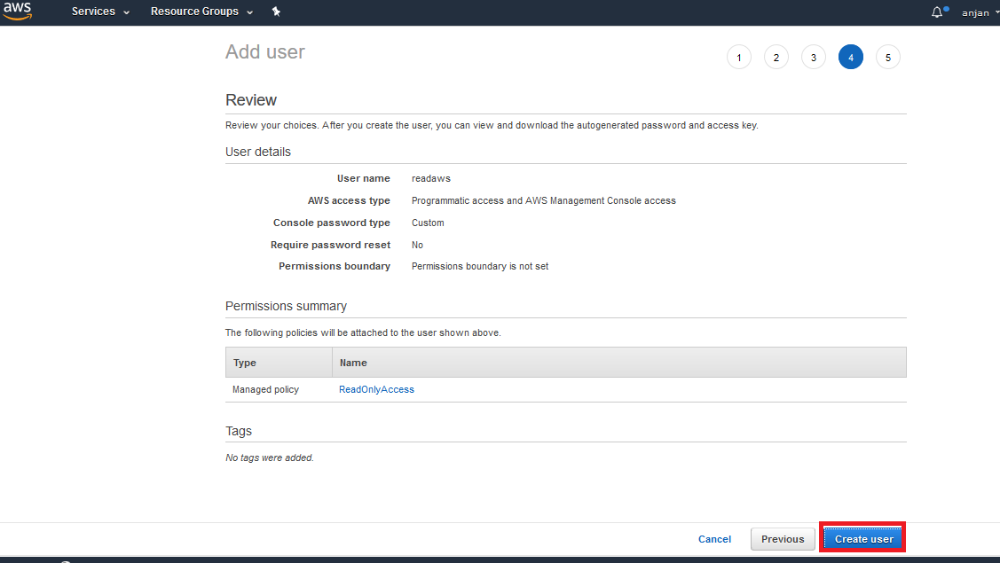 aws Services Resource Groups anjan
Add user 1 2 3 4 5
Review
Review your choices. After you create the user, you can view and download the autogenerated password and access key.
User details
User name readaws
AWS access type Programmatic access and AWS Management Console access
Console password type Custom
Require password reset No
Permissions boundary Permissions boundary is not set
Permissions summary
The following policies will be attached to the user shown above.
Type Name
Managed policy ReadOnlyAccess
Tags
No tags were added.
Cancel Previous Create user